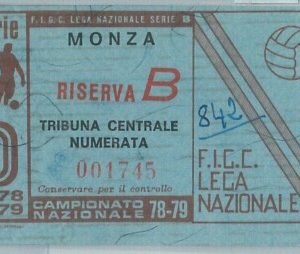 F.I.G.C. LEGA NAZIONALE SERIE B
rie
MONZA
RISERVA B
TRIBUNA CENTRALE
NUMERATA
001745
Conservare per il controllo
CAMPIONATO
NAZIONALE 78-79
78
79
842
F.I.G.C.
LEGA
NAZIONALE